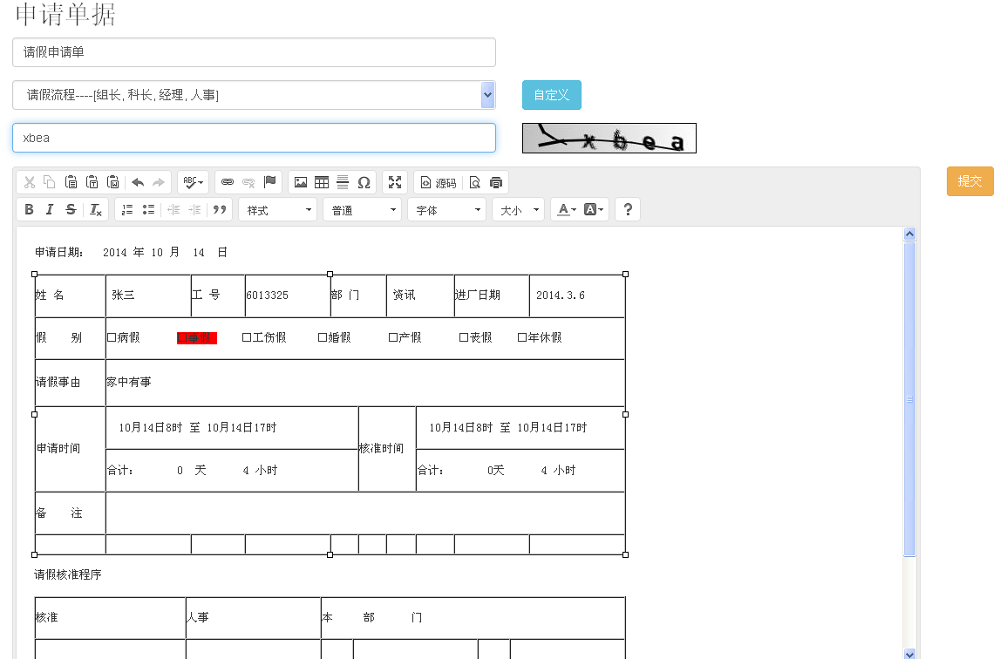 申请单据
请假申请单
请假流程----[组长, 科长, 经理, 人事]
自定义
xbea
xbea
提交
ABC
Ω
源码
B I S Ix
样式
普通
字体
大小
A A ?
申请日期: 2014 年 10 月 14 日
姓 名 张三 工 号 6013325 部 门 资讯 进厂日期 2014.3.6
假 别 □病假 □事假 □工伤假 □婚假 □产假 □丧假 □年休假
请假事由 家中有事
申请时间 10月14日8时 至 10月14日17时 核准时间 10月14日8时 至 10月14日17时
合计: 0 天 4 小时 合计: 0天 4 小时
备 注
请假核准程序
核准 人事 本 部 门